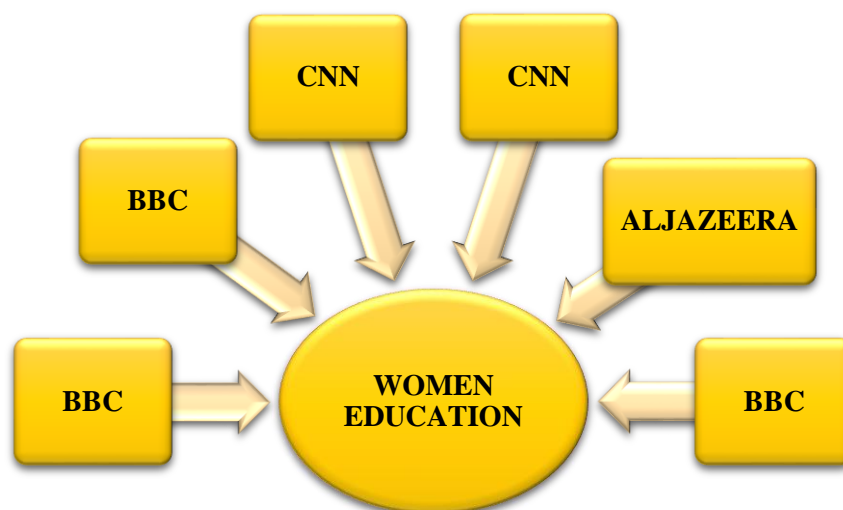 CNN
CNN
BBC
ALJAZEERA
BBC
WOMEN
EDUCATION
BBC